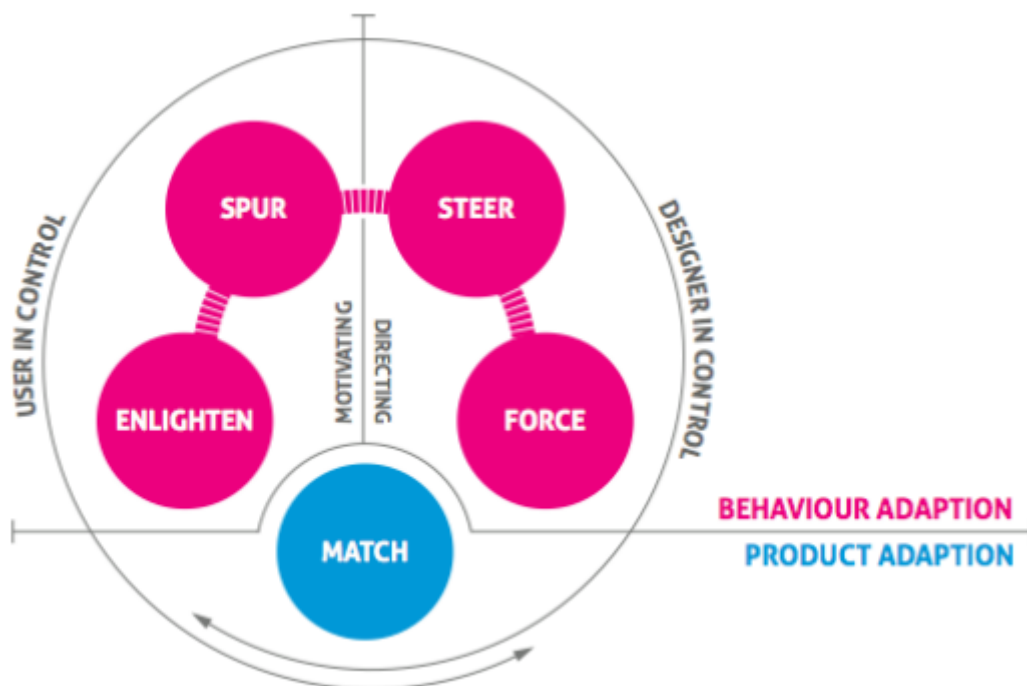 SPUR
STEER
USER IN CONTROL
DESIGNER IN CONTROL
MOTIVATING
DIRECTING
ENLIGHTEN
FORCE
BEHAVIOUR ADAPTION
MATCH
PRODUCT ADAPTION